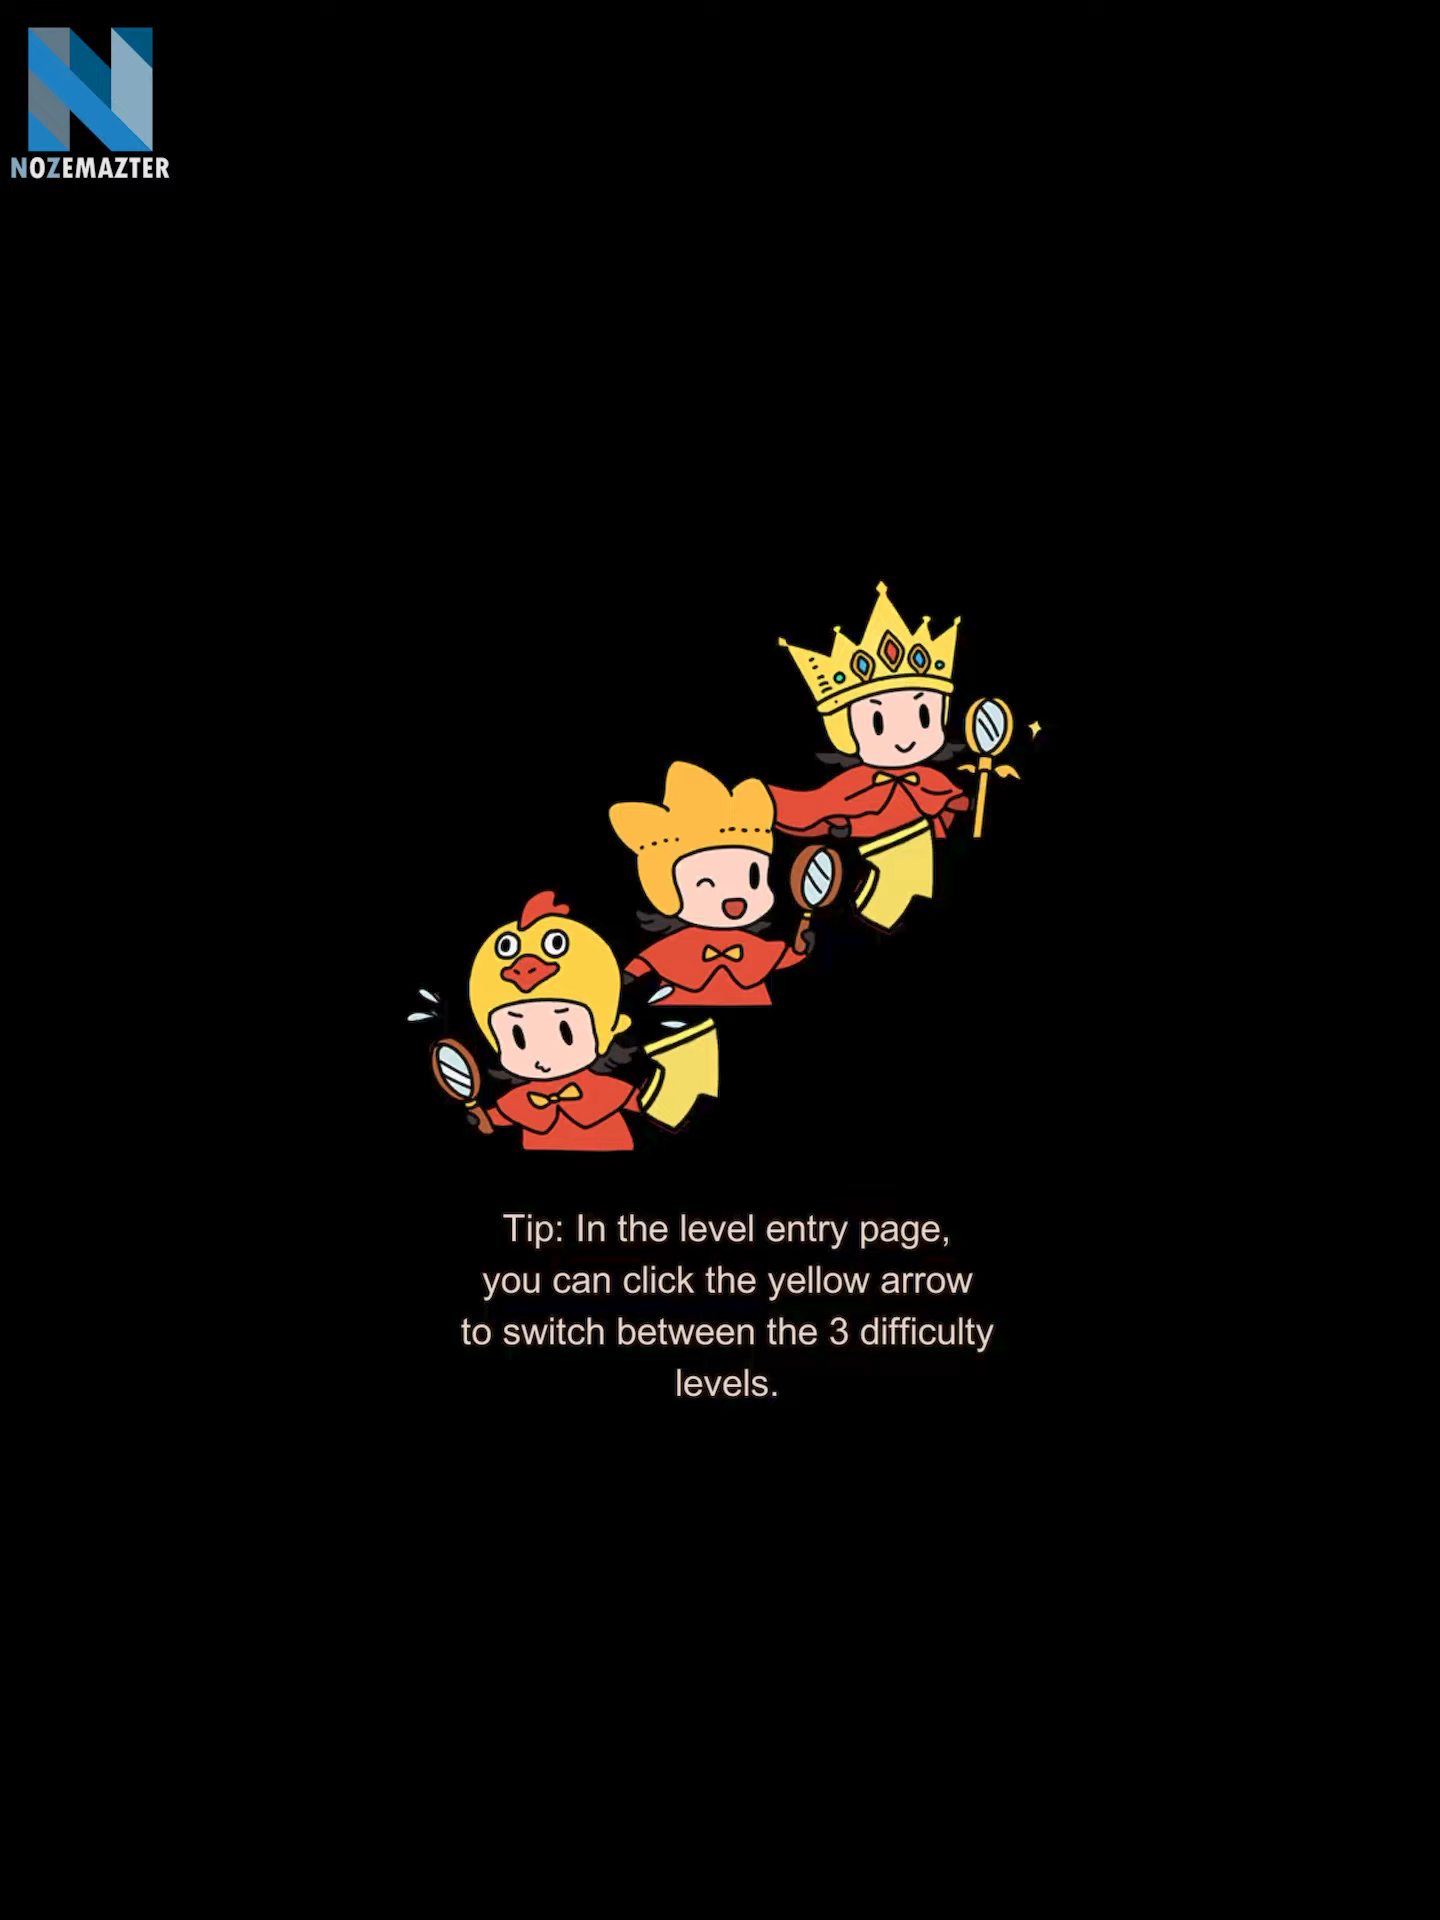 NOZEMAZTER
Tip: In the level entry page,
you can click the yellow arrow
to switch between the 3 difficulty
levels.